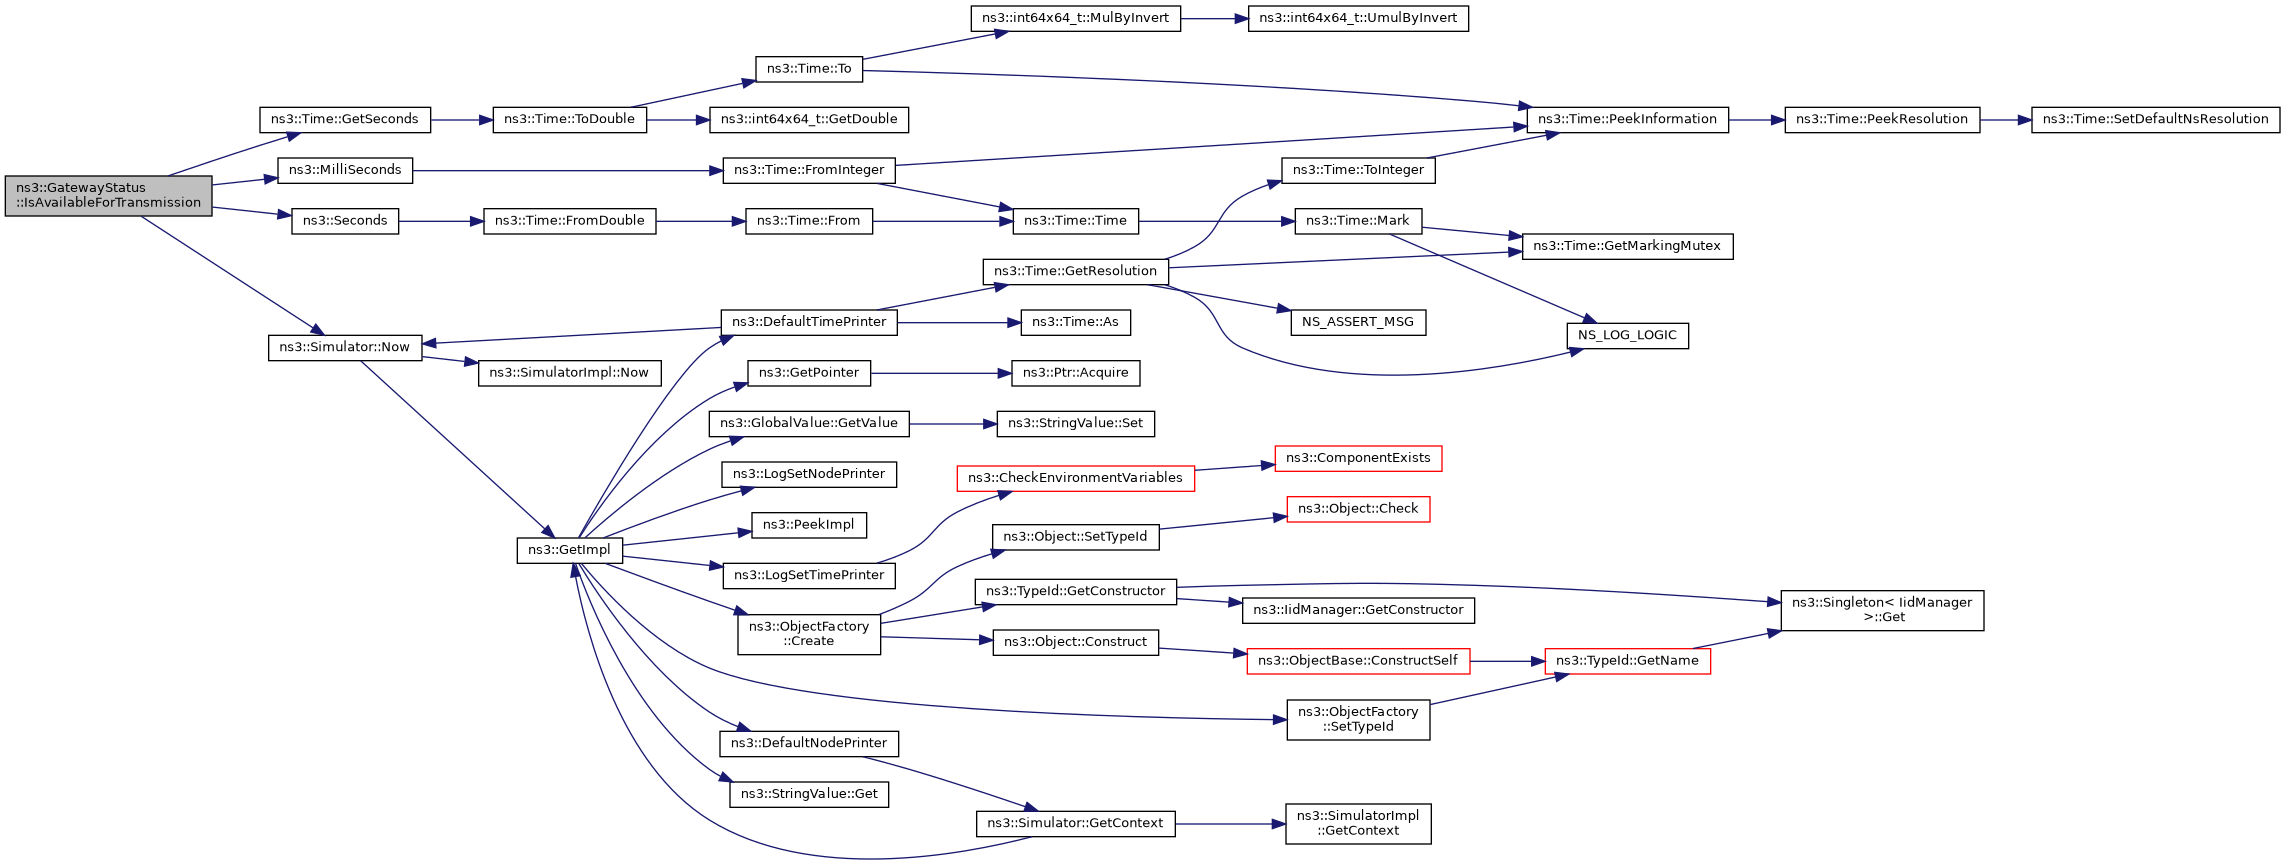 ns3::int64x64_t::MulByInvert
ns3::int64x64_t::UmulByInvert
ns3::Time::To
ns3::Time::GetSeconds
ns3::Time::ToDouble
ns3::int64x64_t::GetDouble
ns3::Time::PeekInformation
ns3::Time::PeekResolution
ns3::Time::SetDefaultNsResolution
ns3::MilliSeconds
ns3::Time::FromInteger
ns3::Time::ToInteger
ns3::GatewayStatus
::IsAvailableForTransmission
ns3::Seconds
ns3::Time::FromDouble
ns3::Time::From
ns3::Time::Time
ns3::Time::Mark
ns3::Time::GetMarkingMutex
ns3::Time::GetResolution
ns3::DefaultTimePrinter
ns3::Time::As
NS_ASSERT_MSG
NS_LOG_LOGIC
ns3::Simulator::Now
ns3::SimulatorImpl::Now
ns3::GetPointer
ns3::Ptr::Acquire
ns3::GlobalValue::GetValue
ns3::StringValue::Set
ns3::LogSetNodePrinter
ns3::CheckEnvironmentVariables
ns3::ComponentExists
ns3::PeekImpl
ns3::Object::SetTypeId
ns3::Object::Check
ns3::GetImpl
ns3::LogSetTimePrinter
ns3::TypeId::GetConstructor
ns3::IidManager::GetConstructor
ns3::Singleton< IidManager
>::Get
ns3::ObjectFactory
::Create
ns3::Object::Construct
ns3::ObjectBase::ConstructSelf
ns3::TypeId::GetName
ns3::ObjectFactory
::SetTypeId
ns3::DefaultNodePrinter
ns3::StringValue::Get
ns3::Simulator::GetContext
ns3::SimulatorImpl
::GetContext